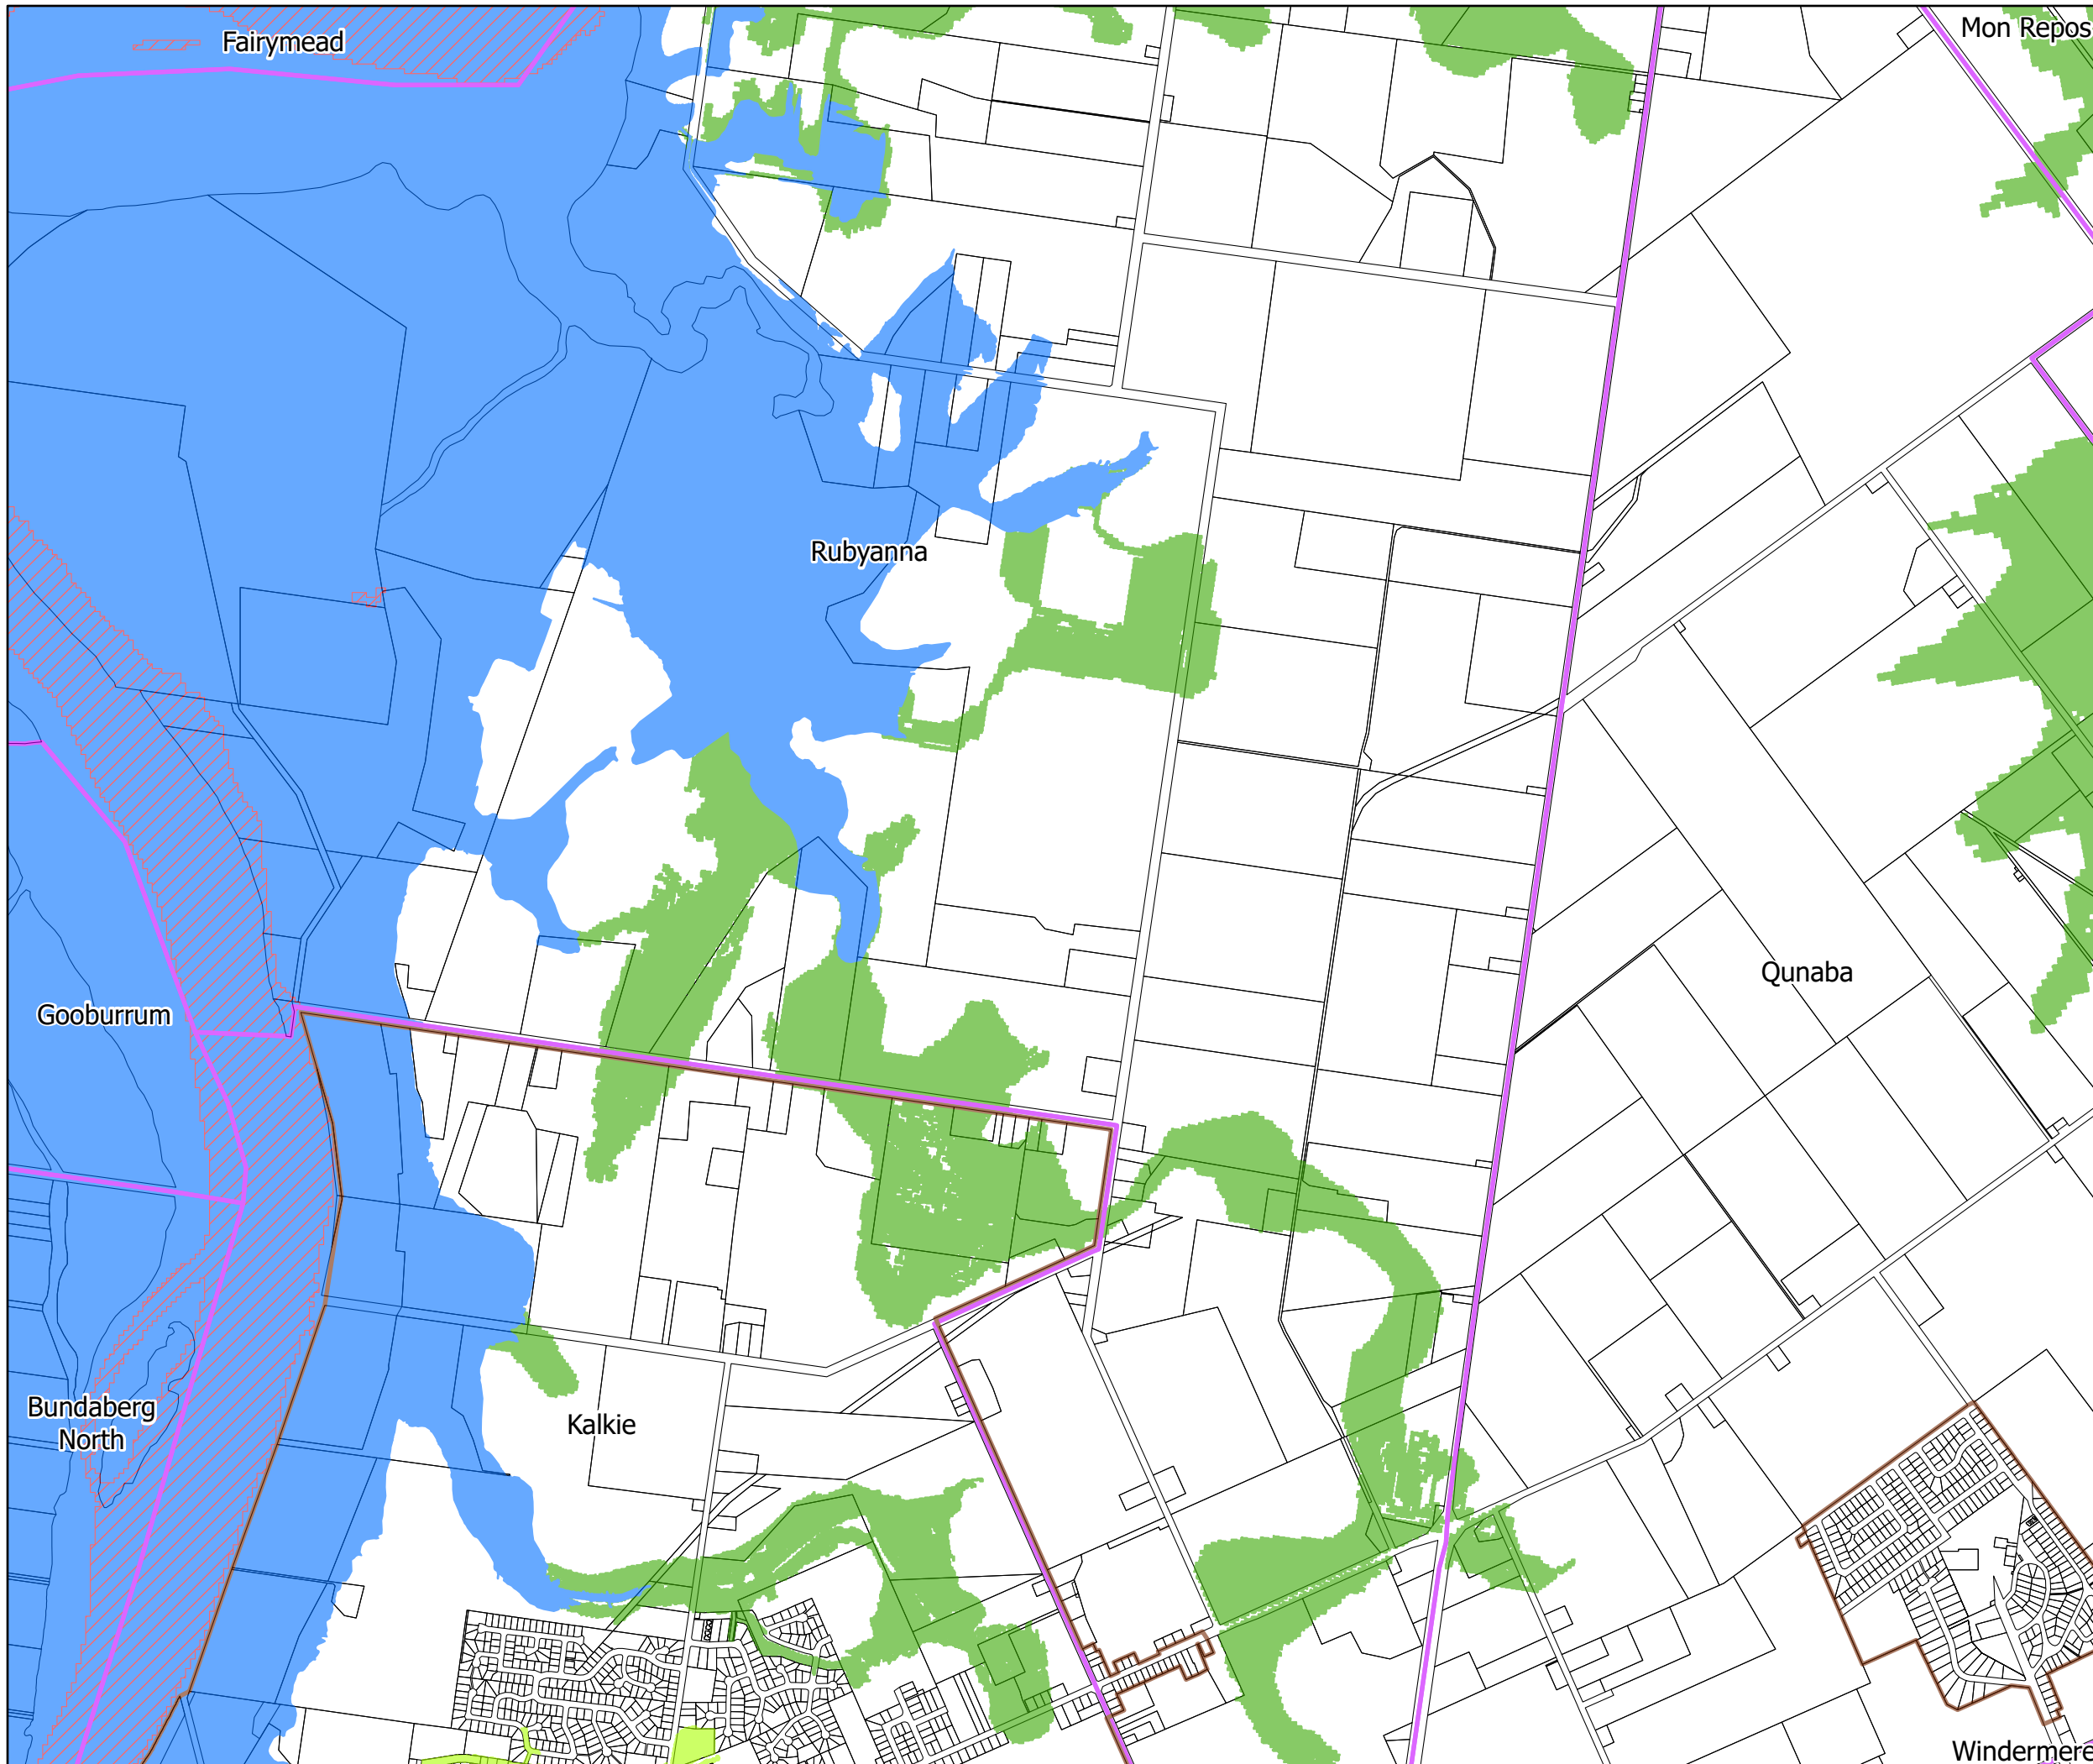 Mon Repos
Fairymead
Rubyanna
Qunaba
Gooburrum
Bundaberg
North
Kalkie
Windermere